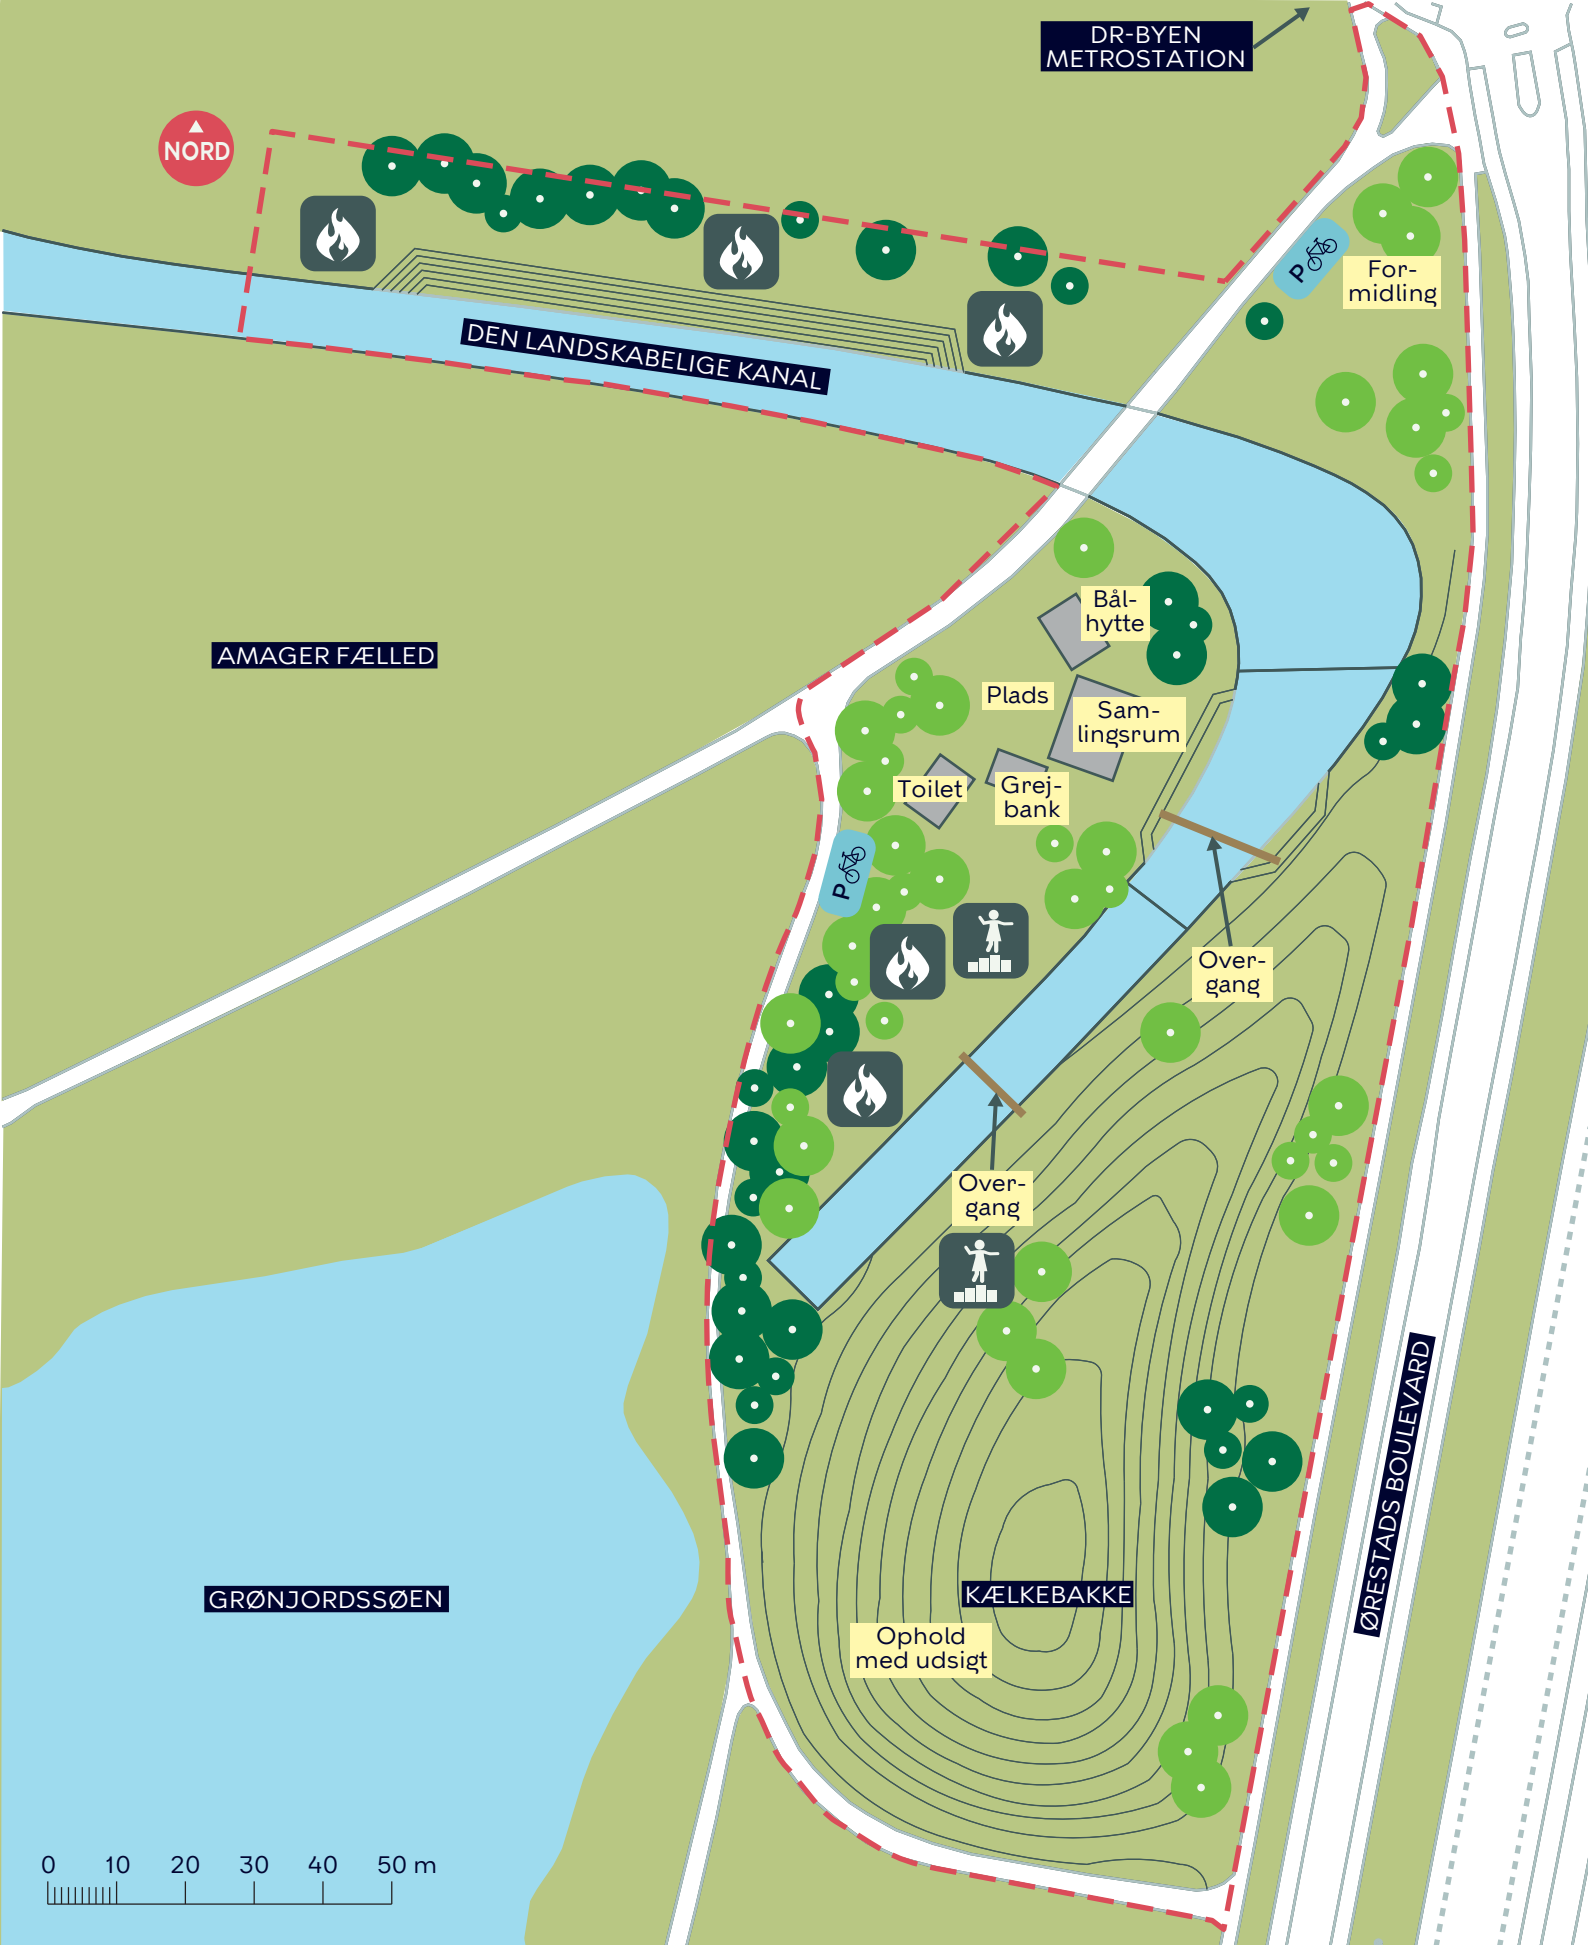 DR-BYEN
METROSTATION
NORD
P
For-
midling
DEN LANDSKABELIGE KANAL
Bål-
hytte
AMAGER FÆLLED
Plads
Sam-
lingsrum
Toilet
Grej-
bank
P
Over-
gang
Over-
gang
ØRESTADS BOULEVARD
KÆLKEBAKKE
GRØNJORDSSØEN
Ophold
med udsigt
0 10 20 30 40 50 m